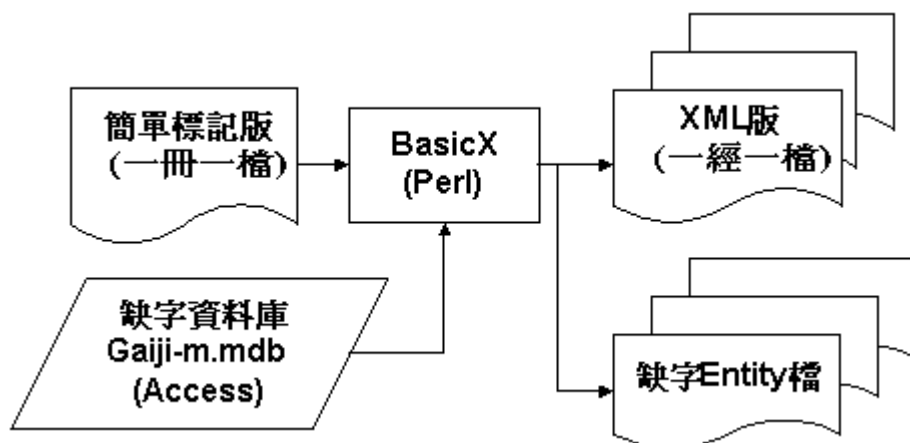 簡單標記版
(一冊一檔)
BasicX
(Perl)
XML版
(一經一檔)
缺字資料庫
Gaiji-m.mdb
(Access)
缺字Entity檔